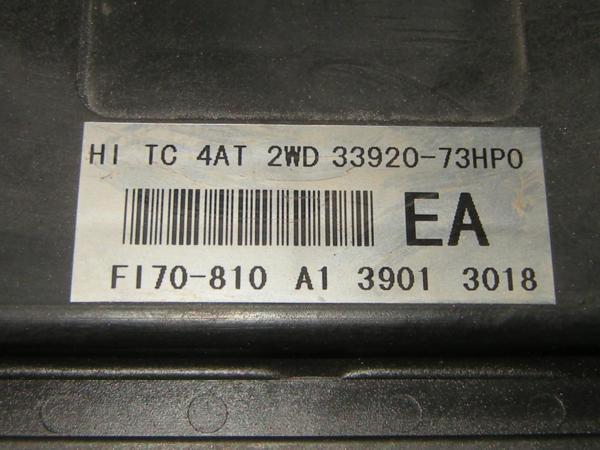 HI TC 4AT 2WD 33920-73HP0
EA
FI70-810 A1 3901 3018